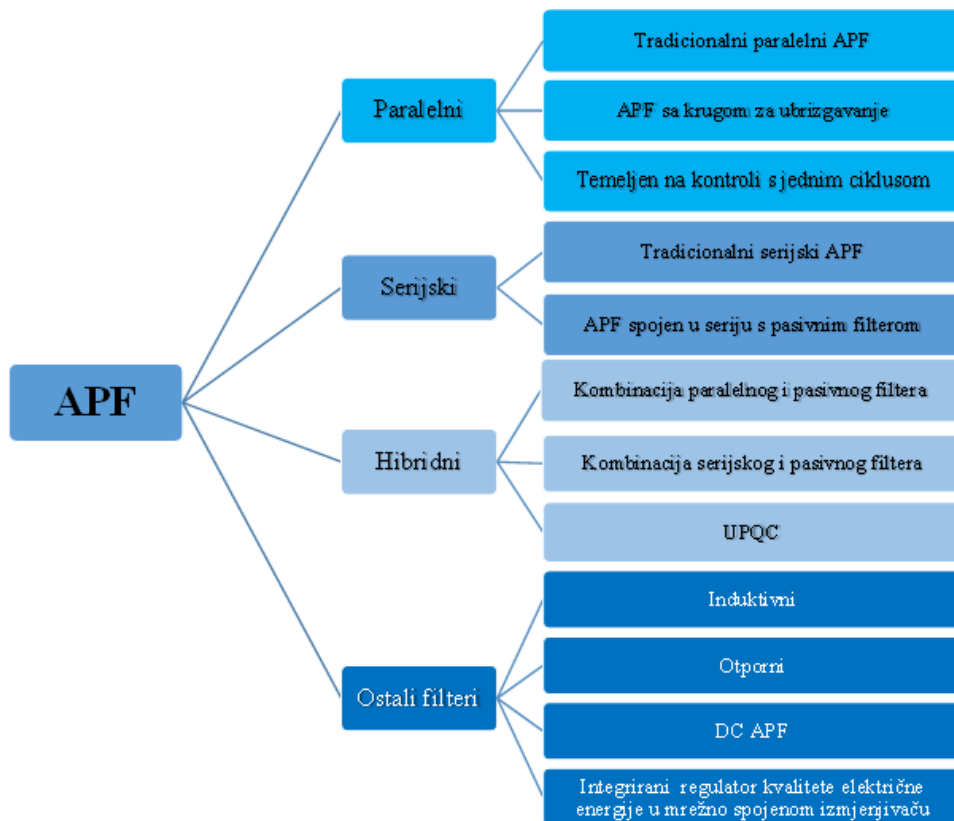 APF
Paralelni
Tradicionalni paralelni APF
APF sa krugom za ubrizgavanje
Temeljen na kontroli s jednim ciklusom
Serijski
Tradicionalni serijski APF
APF spojen u seriju s pasivnim filterom
Hibridni
Kombinacija paralelnog i pasivnog filtera
Kombinacija serijskog i pasivnog filtera
UPQC
Ostali filteri
Induktivni
Otporni
DC APF
Integrirani regulator kvalitete električne
energije u mrežno spojenom izmjenjivaču